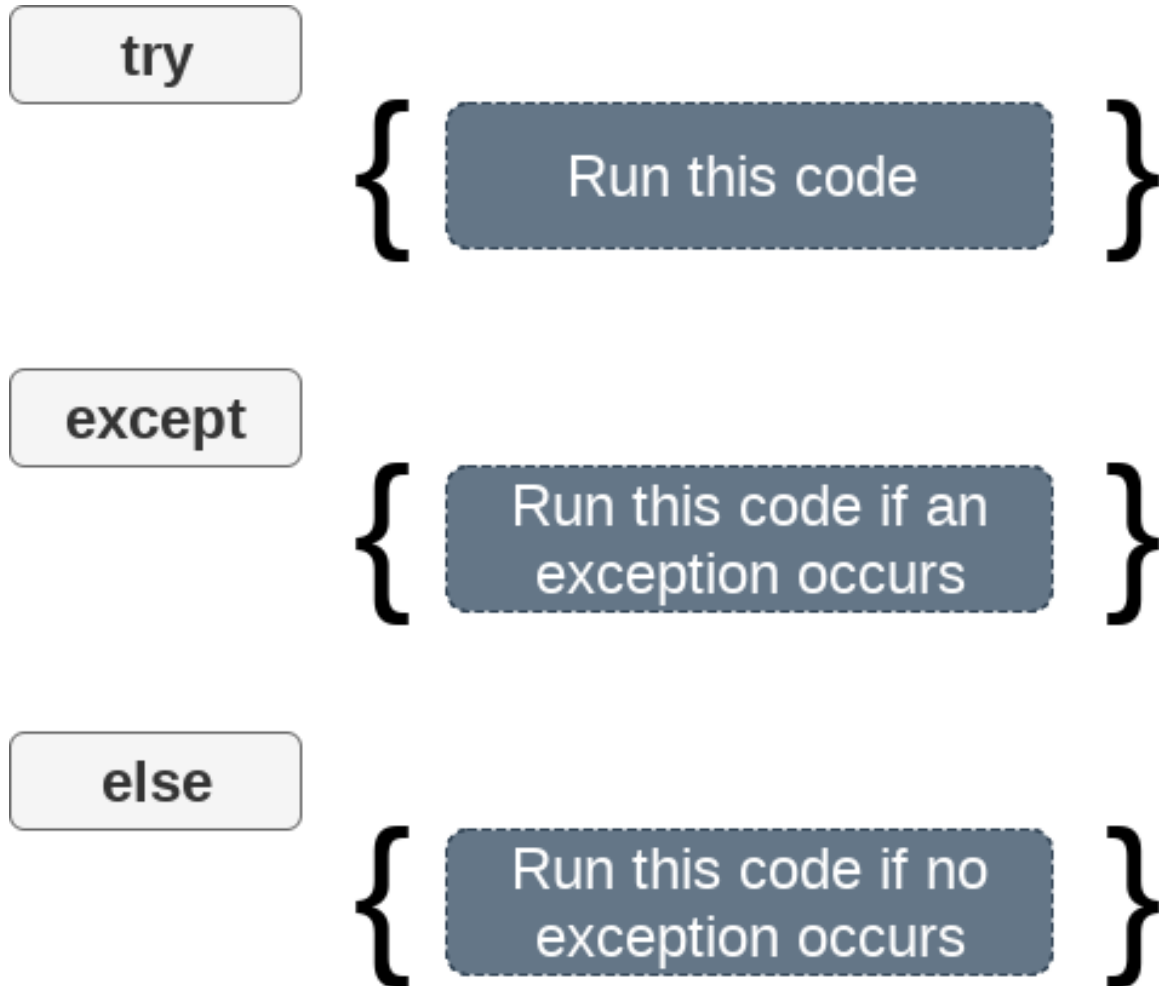 try
{ Run this code }
except
{ Run this code if an
exception occurs }
else
{ Run this code if no
exception occurs }